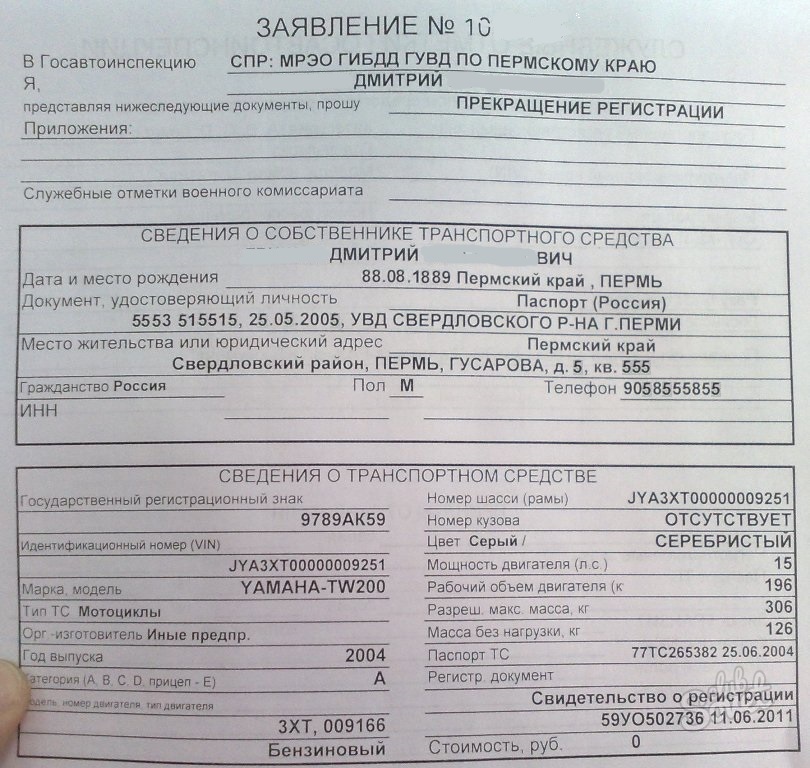 ЗАЯВЛЕНИЕ № 10
В Госавтоинспекцию СПР: МРЭО ГИБДД ГУВД ПО ПЕРМСКОМУ КРАЮ
Я, ДМИТРИЙ
представляя нижеследующие документы, прошу ПРЕКРАЩЕНИЕ РЕГИСТРАЦИИ
Приложения:
Служебные отметки военного комиссариата
СВЕДЕНИЯ О СОБСТВЕННИКЕ ТРАНСПОРТНОГО СРЕДСТВА
ДМИТРИЙ ВИЧ
Дата и место рождения 88.08.1889 Пермский край , ПЕРМЬ
Документ, удостоверяющий личность Паспорт (Россия)
5553 515515, 25.05.2005, УВД СВЕРДЛОВСКОГО Р-НА Г.ПЕРМИ
Место жительства или юридический адрес Пермский край
Свердловский район, ПЕРМЬ, ГУСАРОВА, д. 5, кв. 555
Гражданство Россия Пол М Телефон 9058555855
ИНН
СВЕДЕНИЯ О ТРАНСПОРТНОМ СРЕДСТВЕ
Государственный регистрационный знак
9789АК59
Идентификационный номер (VIN)
JYA3XT00000009251
Марка, модель YAMAHA-TW200
Тип ТС Мотоциклы
Орг -изготовитель Иные предпр.
Год выпуска 2004
Категория (A, B, C, D, прицеп - E) A
модель, номер двигателя, тип двигателя
3XT, 009166
Бензиновый
Номер шасси (рамы) JYA3XT00000009251
Номер кузова ОТСУТСТВУЕТ
Цвет Серый / СЕРЕБРИСТЫЙ
Мощность двигателя (л.с.) 15
Рабочий объем двигателя (к 196
Разреш. макс. масса, кг 306
Масса без нагрузки, кг 126
Паспорт ТС 77ТС265382 25.06.2004
Регистр. документ
Свидетельство о регистрации
59УО502736 11.06.2011
Стоимость, руб. 0